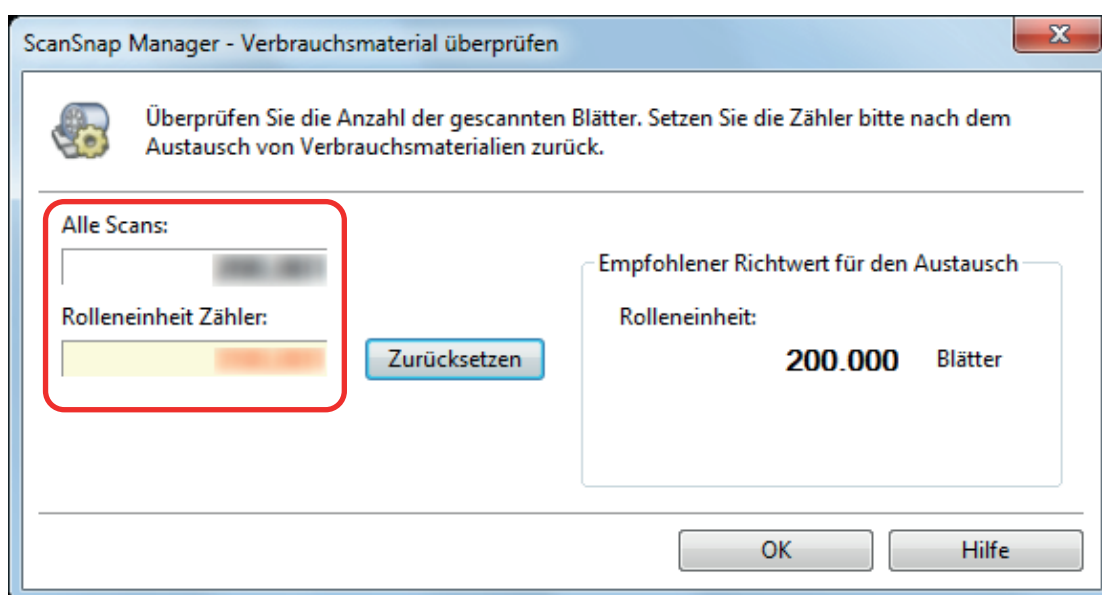 ScanSnap Manager - Verbrauchsmaterial überprüfen
Überprüfen Sie die Anzahl der gescannten Blätter. Setzen Sie die Zähler bitte nach dem
Austausch von Verbrauchsmaterialien zurück.
Alle Scans:
Rolleneinheit Zähler:
Zurücksetzen
Empfohlener Richtwert für den Austausch
Rolleneinheit:
200.000 Blätter
OK
Hilfe